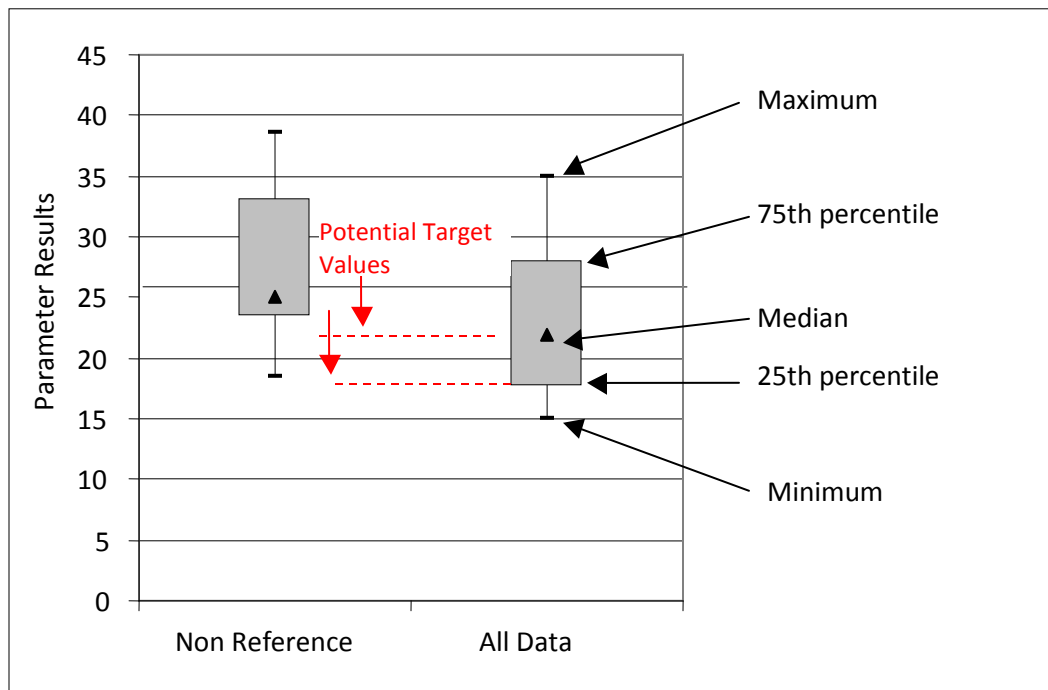 45
40
35
30
25
20
15
10
5
0
Parameter Results
Potential Target
Values
Maximum
75th percentile
Median
25th percentile
Minimum
Non Reference
All Data